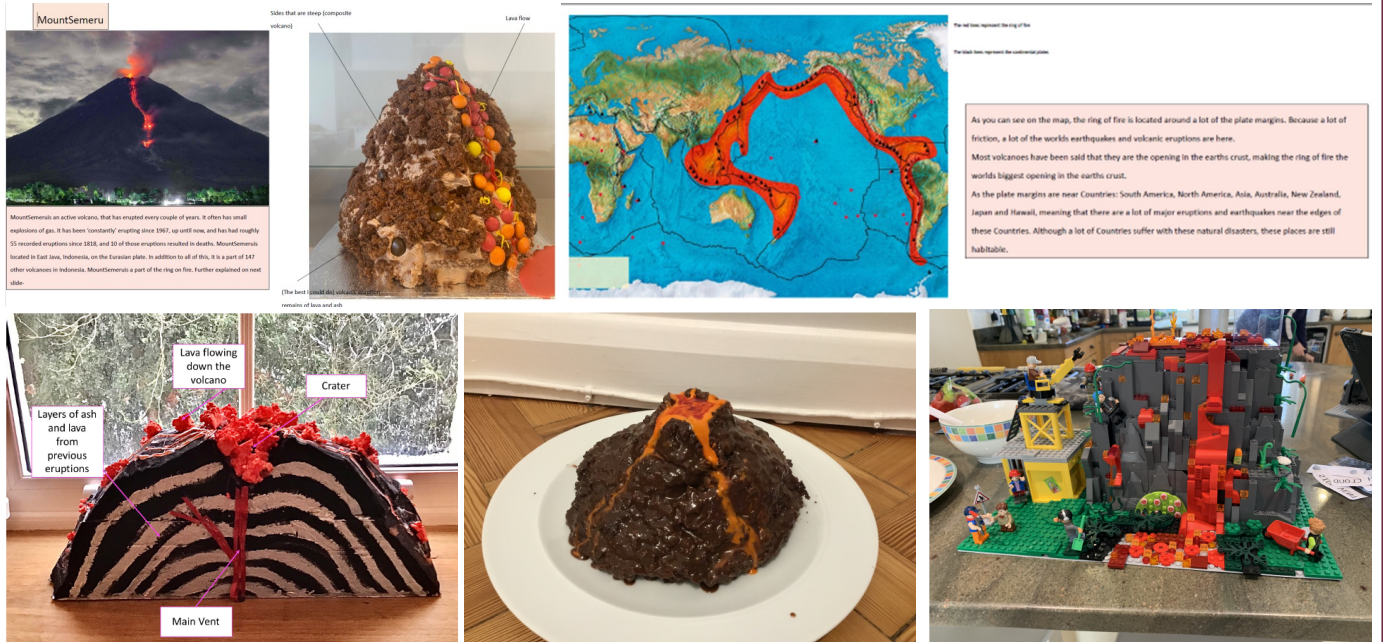 MountSemeru
Sides that are steep (composite
volcano)
Lava flow
MountSemeruis an active volcano, that has erupted every couple of years. It often has small
explosions of gas. It has been 'constantly' erupting since 1967, up until now, and has had roughly
55 recorded eruptions since 1818, and 10 of those eruptions resulted in deaths. MountSemeruis
located in East Java, Indonesia, on the Eurasian plate. In addition to all of this, it is a part of 147
other volcanoes in Indonesia. MountSemeruis a part of the ring on fire. Further explained on next
slide-
(The best I could do) volcanic eruption
remains of lava and ash
The red lines represent the ring of fire
The black lines represent the continental plates
As you can see on the map, the ring of fire is located around a lot of the plate margins. Because a lot of
friction, a lot of the worlds earthquakes and volcanic eruptions are here.
Most volcanoes have been said that they are the opening in the earths crust, making the ring of fire the
worlds biggest opening in the earths crust.
As the plate margins are near Countries: South America, North America, Asia, Australia, New Zealand,
Japan and Hawaii, meaning that there are a lot of major eruptions and earthquakes near the edges of
these Countries. Although a lot of Countries suffer with these natural disasters, these places are still
habitable.
Lava flowing
down the
volcano
Crater
Layers of ash
and lava
from
previous
eruptions
Main Vent